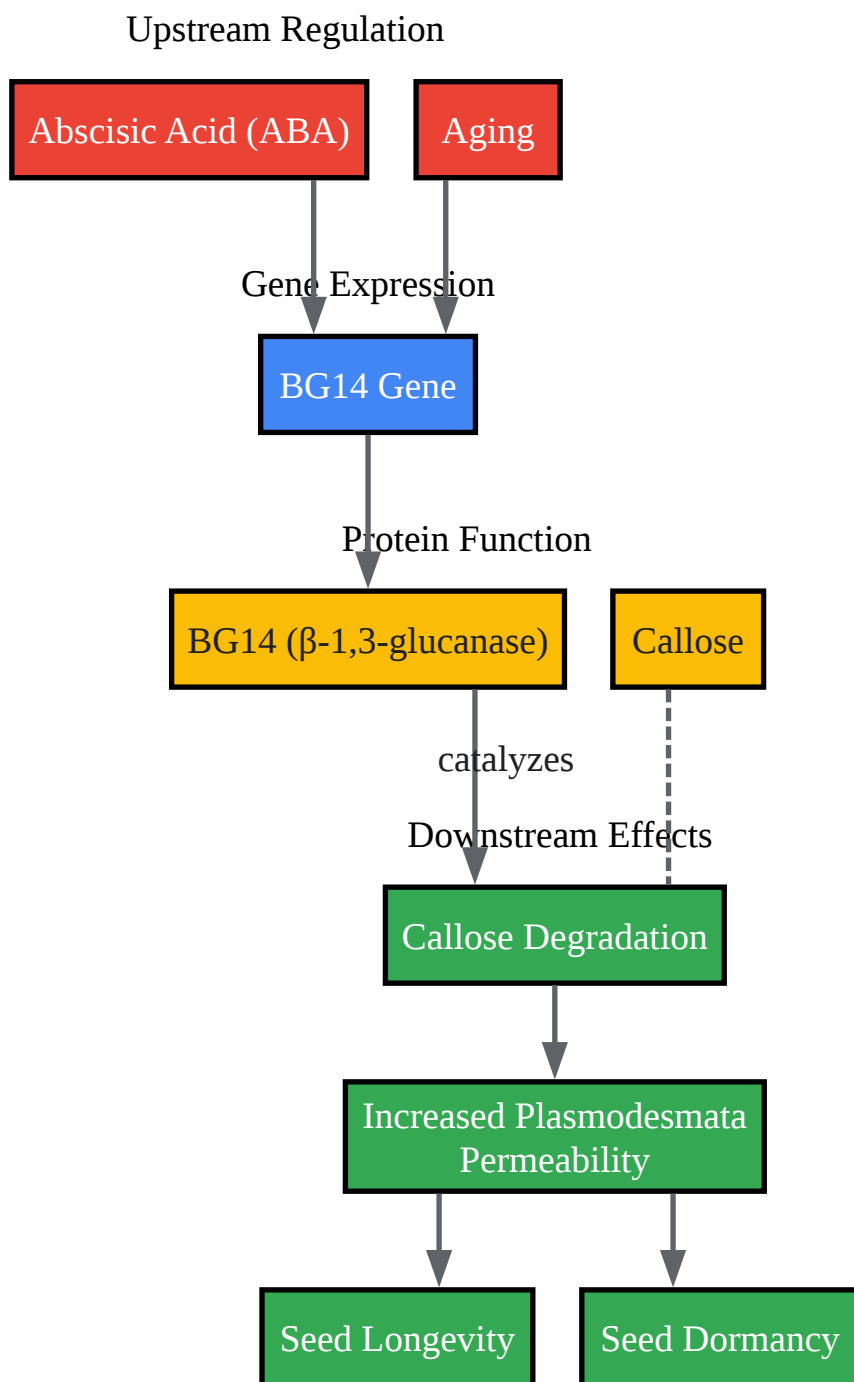 Upstream Regulation
Abscisic Acid (ABA)
Aging
Gene Expression
BG14 Gene
Protein Function
BG14 (β-1,3-glucanase)
Callose
catalyzes
Downstream Effects
Callose Degradation
Increased Plasmodesmata
Permeability
Seed Longevity
Seed Dormancy